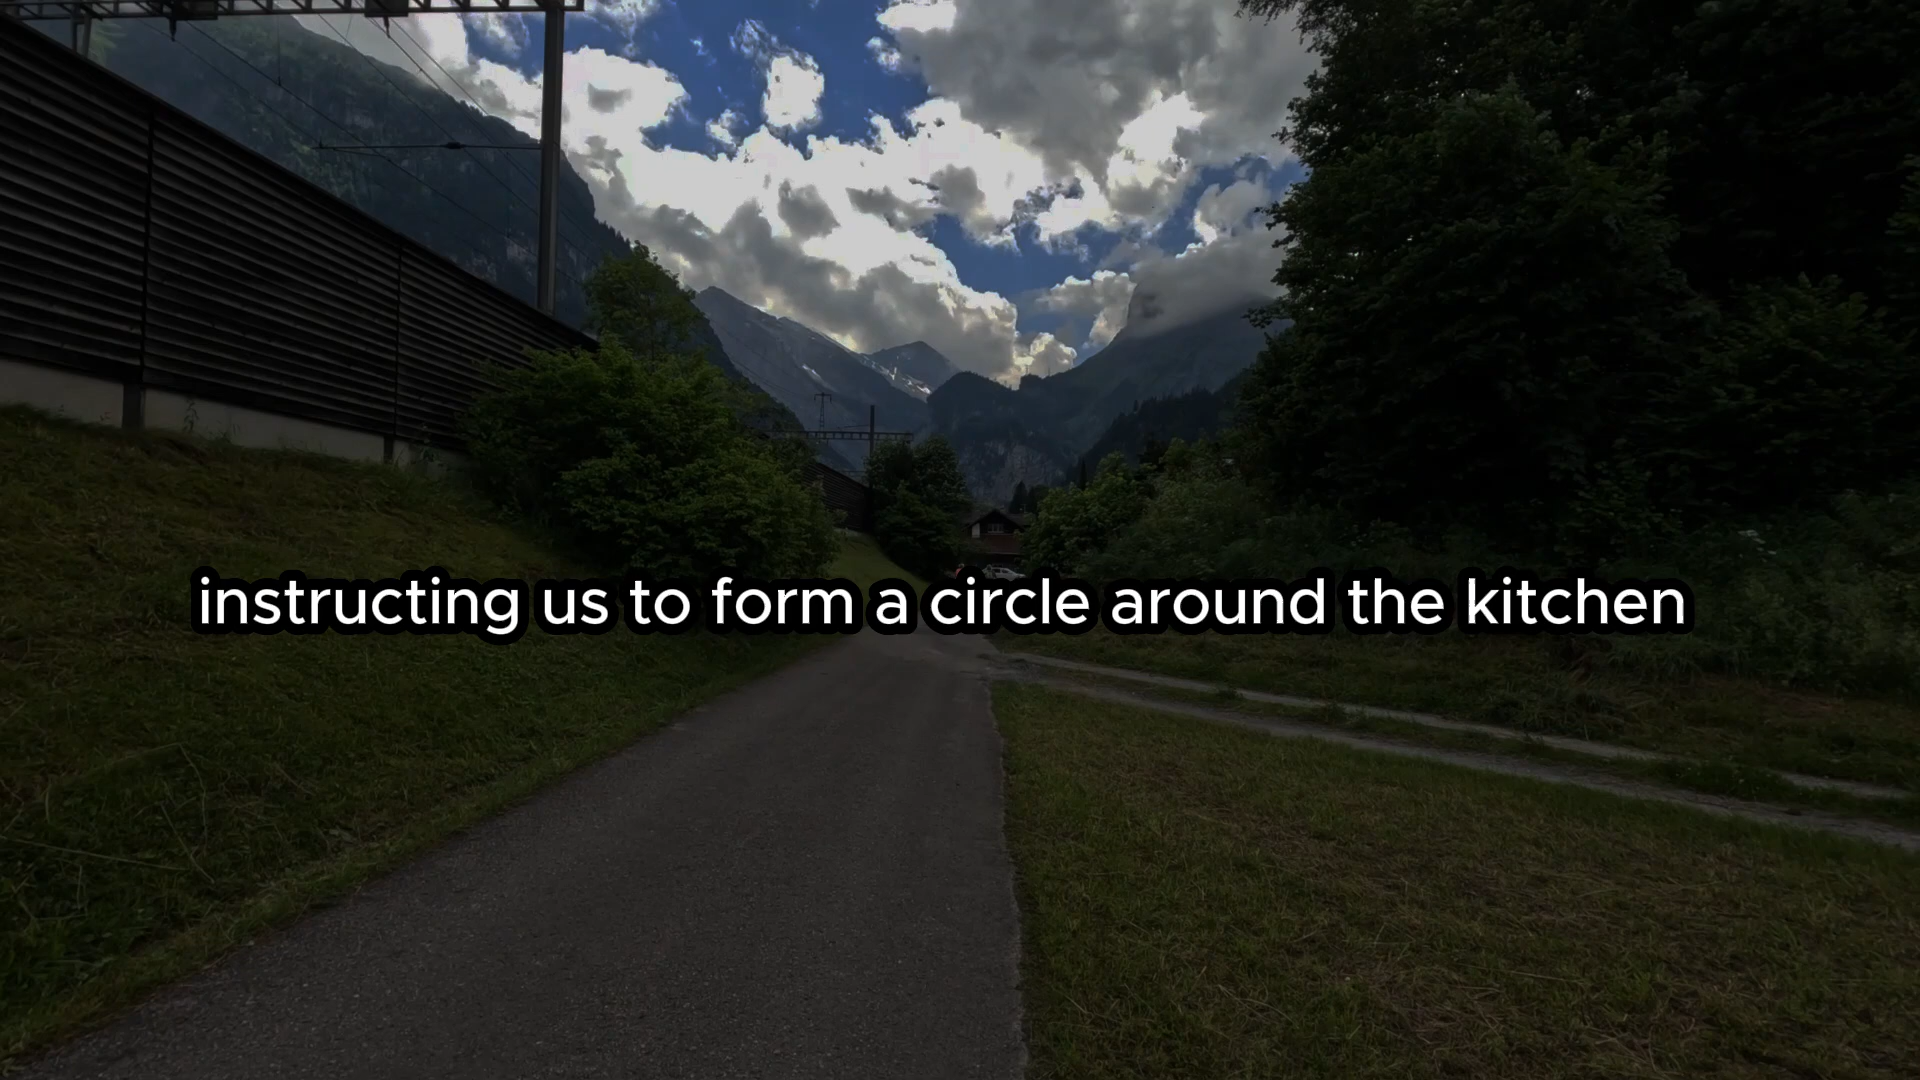 instructing us to form a circle around the kitchen